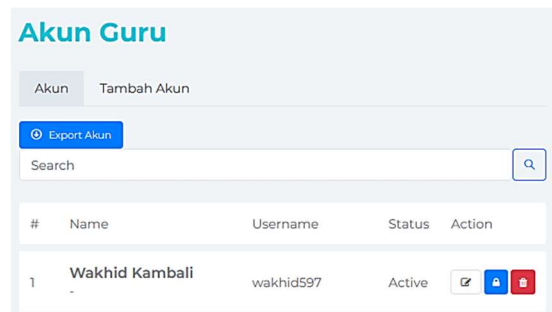 Akun Guru
Akun Tambah Akun
Export Akun
Search
# Name Username Status Action
1 Wakhid Kambali wakhid597 Active
-